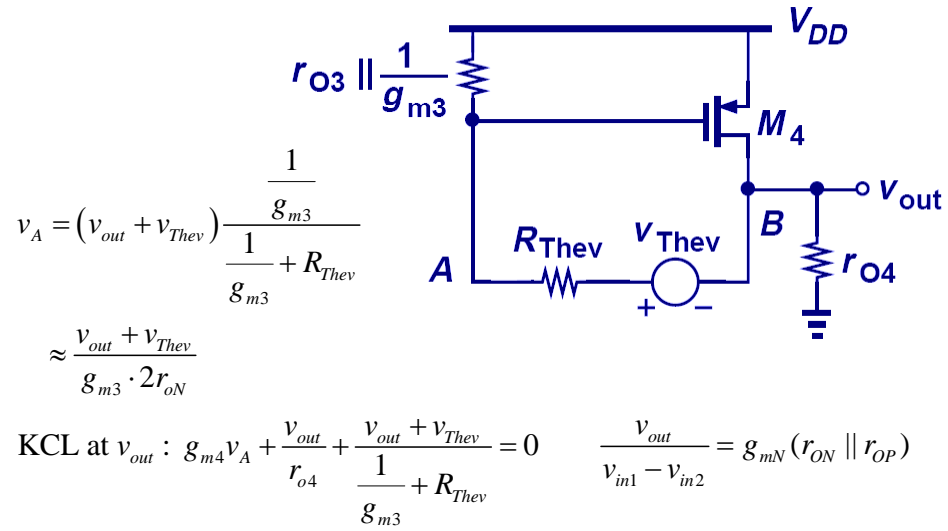 V_DD
r_O3 || 1/g_m3
M_4
v_out
B
r_O4
A
R_Thev
v_Thev
+ −
v_A = (v_out + v_Thev) (1/g_m3) / (1/g_m3 + R_Thev)
≈ (v_out + v_Thev) / (g_m3 · 2r_oN)
KCL at v_out : g_m4 v_A + v_out/r_o4 + (v_out + v_Thev) / (1/g_m3 + R_Thev) = 0 v_out/(v_in1 − v_in2) = g_mN (r_ON || r_OP)